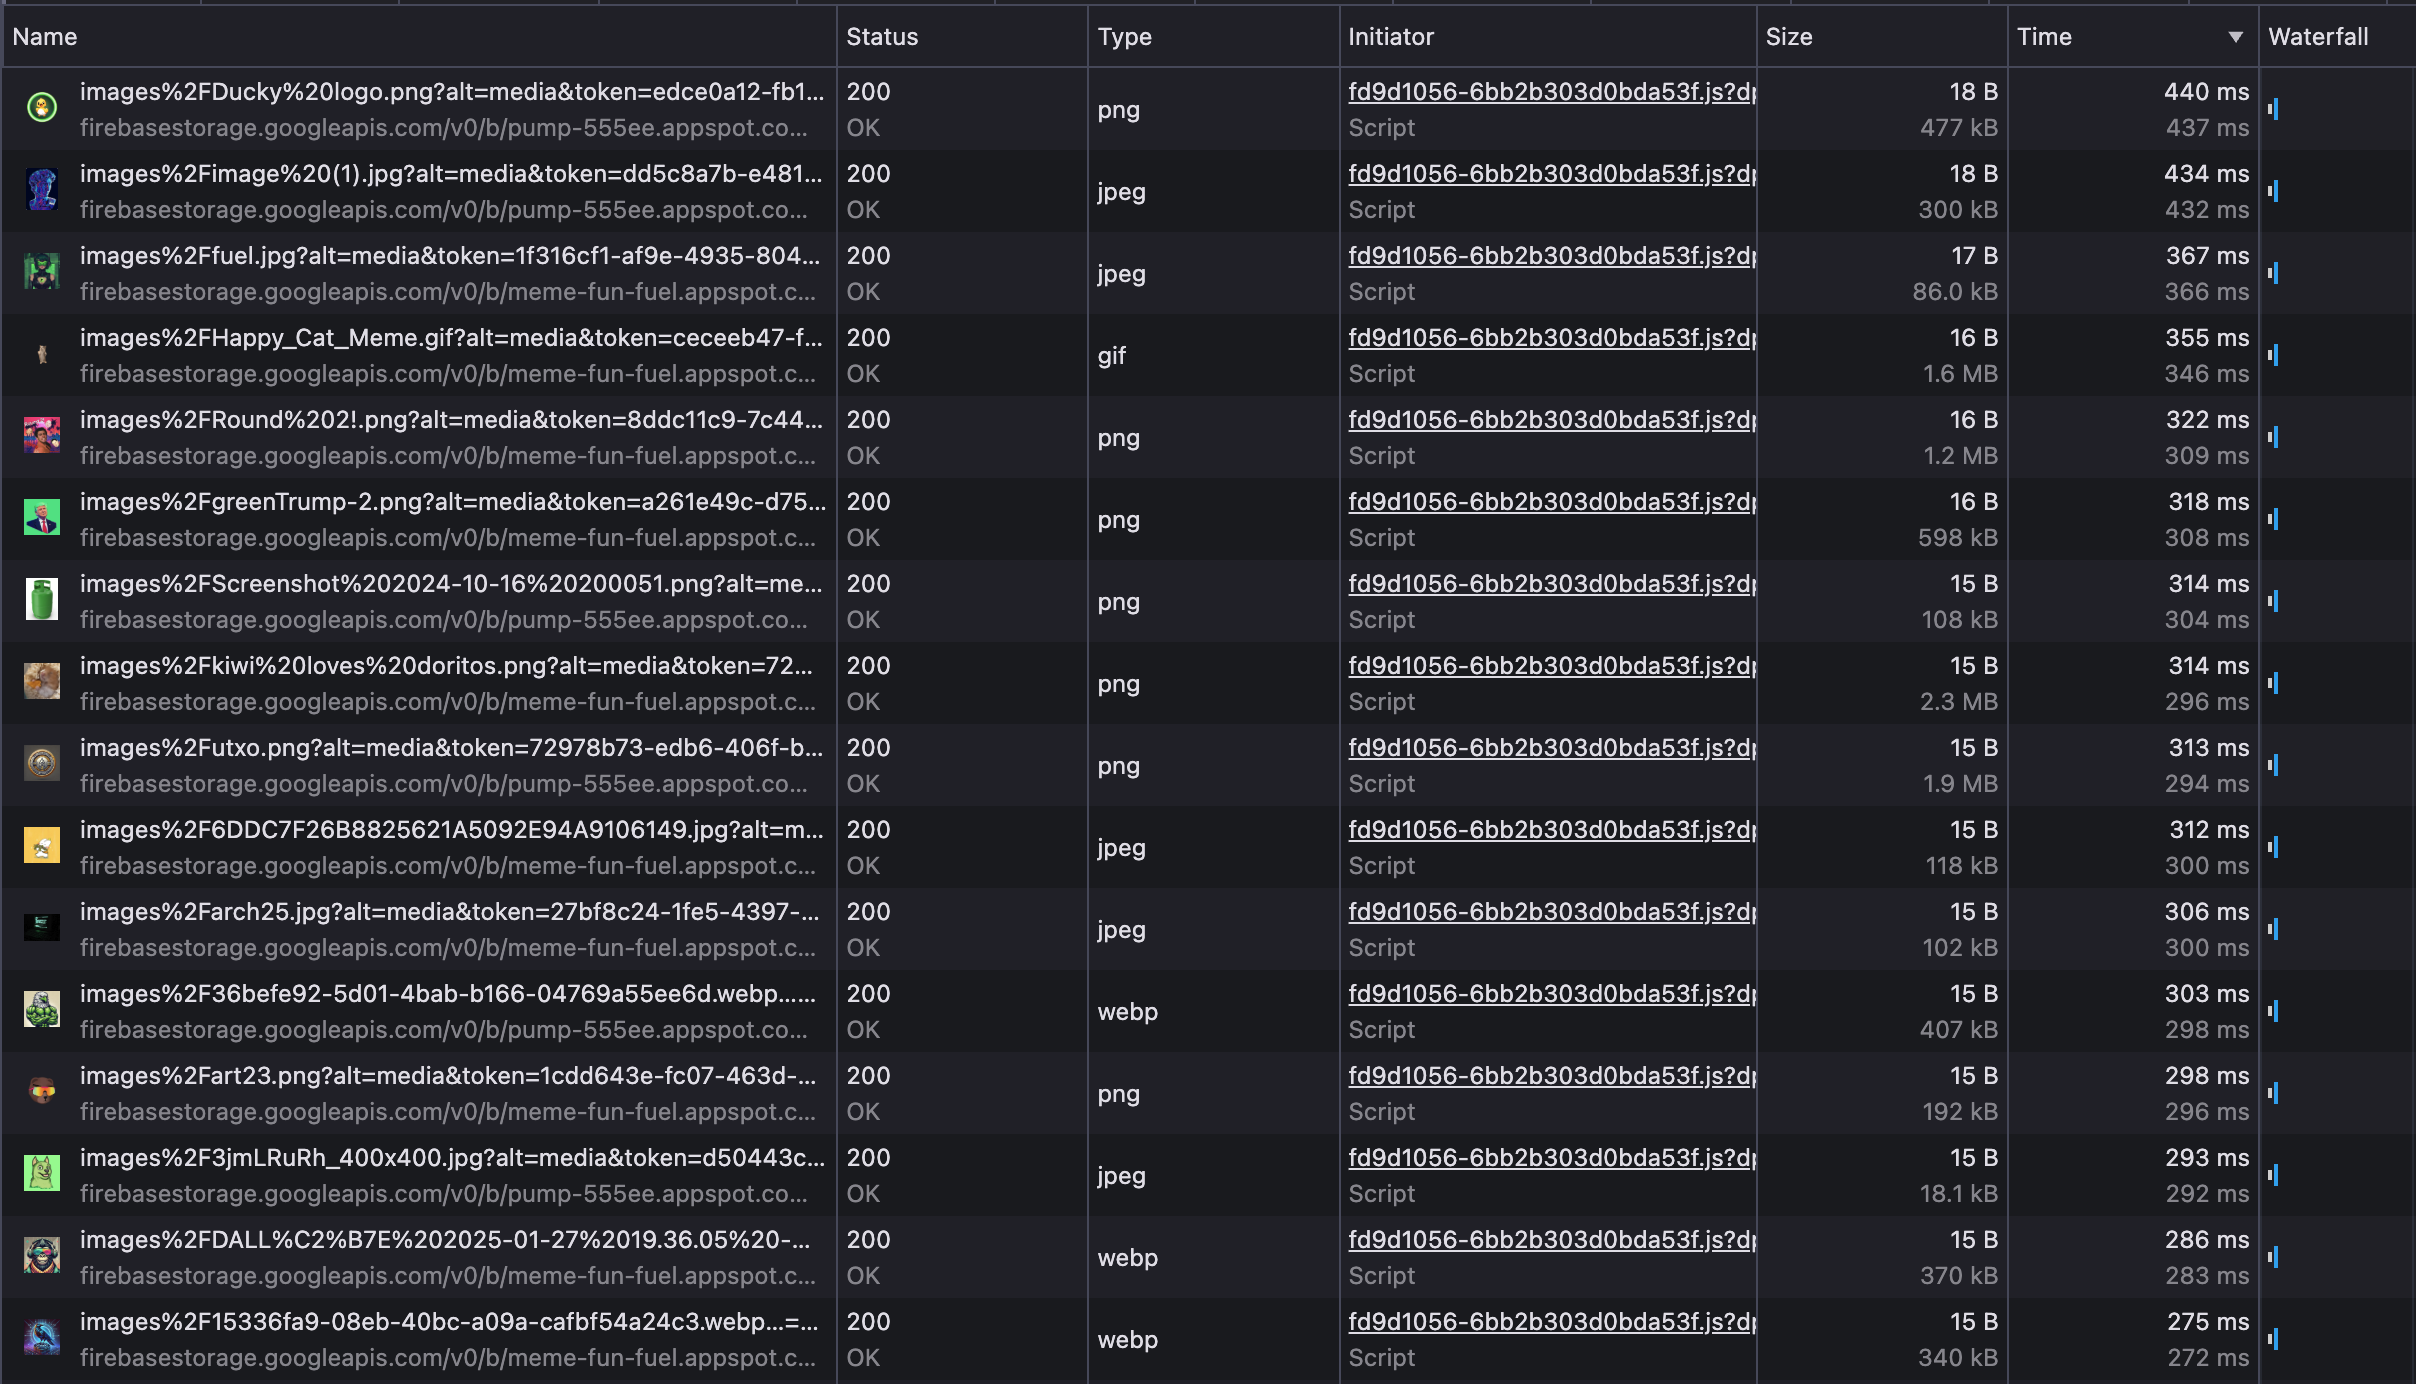 Name Status Type Initiator Size Time Waterfall
images%2FDucky%20logo.png?alt=media&token=edce0a12-fb1... 200 png fd9d1056-6bb2b303d0bda53f.js?dp 18 B 440 ms
firebasestorage.googleapis.com/v0/b/pump-555ee.appspot.co... OK Script 477 kB 437 ms
images%2Fimage%20(1).jpg?alt=media&token=dd5c8a7b-e481... 200 jpeg fd9d1056-6bb2b303d0bda53f.js?dp 18 B 434 ms
firebasestorage.googleapis.com/v0/b/pump-555ee.appspot.co... OK Script 300 kB 432 ms
images%2Ffuel.jpg?alt=media&token=1f316cf1-af9e-4935-804... 200 jpeg fd9d1056-6bb2b303d0bda53f.js?dp 17 B 367 ms
firebasestorage.googleapis.com/v0/b/meme-fun-fuel.appspot.c... OK Script 86.0 kB 366 ms
images%2FHappy_Cat_Meme.gif?alt=media&token=ceceeb47-f... 200 gif fd9d1056-6bb2b303d0bda53f.js?dp 16 B 355 ms
firebasestorage.googleapis.com/v0/b/meme-fun-fuel.appspot.c... OK Script 1.6 MB 346 ms
images%2FRound%202!.png?alt=media&token=8ddc11c9-7c44... 200 png fd9d1056-6bb2b303d0bda53f.js?dp 16 B 322 ms
firebasestorage.googleapis.com/v0/b/meme-fun-fuel.appspot.c... OK Script 1.2 MB 309 ms
images%2FgreenTrump-2.png?alt=media&token=a261e49c-d75... 200 png fd9d1056-6bb2b303d0bda53f.js?dp 16 B 318 ms
firebasestorage.googleapis.com/v0/b/meme-fun-fuel.appspot.c... OK Script 598 kB 308 ms
images%2FScreenshot%202024-10-16%20200051.png?alt=me... 200 png fd9d1056-6bb2b303d0bda53f.js?dp 15 B 314 ms
firebasestorage.googleapis.com/v0/b/pump-555ee.appspot.co... OK Script 108 kB 304 ms
images%2Fkiwi%20loves%20doritos.png?alt=media&token=72... 200 png fd9d1056-6bb2b303d0bda53f.js?dp 15 B 314 ms
firebasestorage.googleapis.com/v0/b/meme-fun-fuel.appspot.c... OK Script 2.3 MB 296 ms
images%2Futxo.png?alt=media&token=72978b73-edb6-406f-b... 200 png fd9d1056-6bb2b303d0bda53f.js?dp 15 B 313 ms
firebasestorage.googleapis.com/v0/b/pump-555ee.appspot.co... OK Script 1.9 MB 294 ms
images%2F6DDC7F26B8825621A5092E94A9106149.jpg?alt=m... 200 jpeg fd9d1056-6bb2b303d0bda53f.js?dp 15 B 312 ms
firebasestorage.googleapis.com/v0/b/meme-fun-fuel.appspot.c... OK Script 118 kB 300 ms
images%2Farch25.jpg?alt=media&token=27bf8c24-1fe5-4397-... 200 jpeg fd9d1056-6bb2b303d0bda53f.js?dp 15 B 306 ms
firebasestorage.googleapis.com/v0/b/meme-fun-fuel.appspot.c... OK Script 102 kB 300 ms
images%2F36befe92-5d01-4bab-b166-04769a55ee6d.webp...... 200 webp fd9d1056-6bb2b303d0bda53f.js?dp 15 B 303 ms
firebasestorage.googleapis.com/v0/b/pump-555ee.appspot.co... OK Script 407 kB 298 ms
images%2Fart23.png?alt=media&token=1cdd643e-fc07-463d-... 200 png fd9d1056-6bb2b303d0bda53f.js?dp 15 B 298 ms
firebasestorage.googleapis.com/v0/b/meme-fun-fuel.appspot.c... OK Script 192 kB 296 ms
images%2F3jmLRuRh_400x400.jpg?alt=media&token=d50443c... 200 jpeg fd9d1056-6bb2b303d0bda53f.js?dp 15 B 293 ms
firebasestorage.googleapis.com/v0/b/pump-555ee.appspot.co... OK Script 18.1 kB 292 ms
images%2FDALL%C2%B7E%202025-01-27%2019.36.05%20-... 200 webp fd9d1056-6bb2b303d0bda53f.js?dp 15 B 286 ms
firebasestorage.googleapis.com/v0/b/meme-fun-fuel.appspot.c... OK Script 370 kB 283 ms
images%2F15336fa9-08eb-40bc-a09a-cafbf54a24c3.webp...=... 200 webp fd9d1056-6bb2b303d0bda53f.js?dp 15 B 275 ms
firebasestorage.googleapis.com/v0/b/meme-fun-fuel.appspot.c... OK Script 340 kB 272 ms